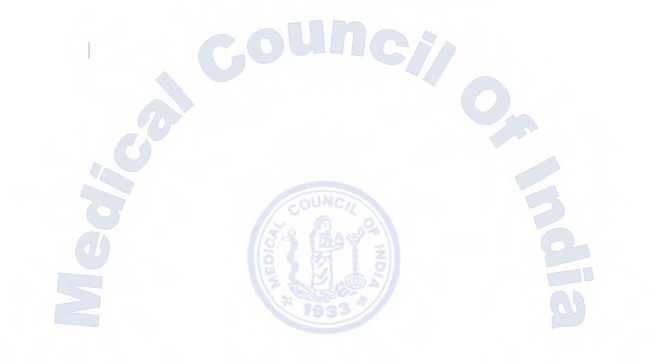 Medical Council Of India
MEDICAL COUNCIL OF INDIA
1933